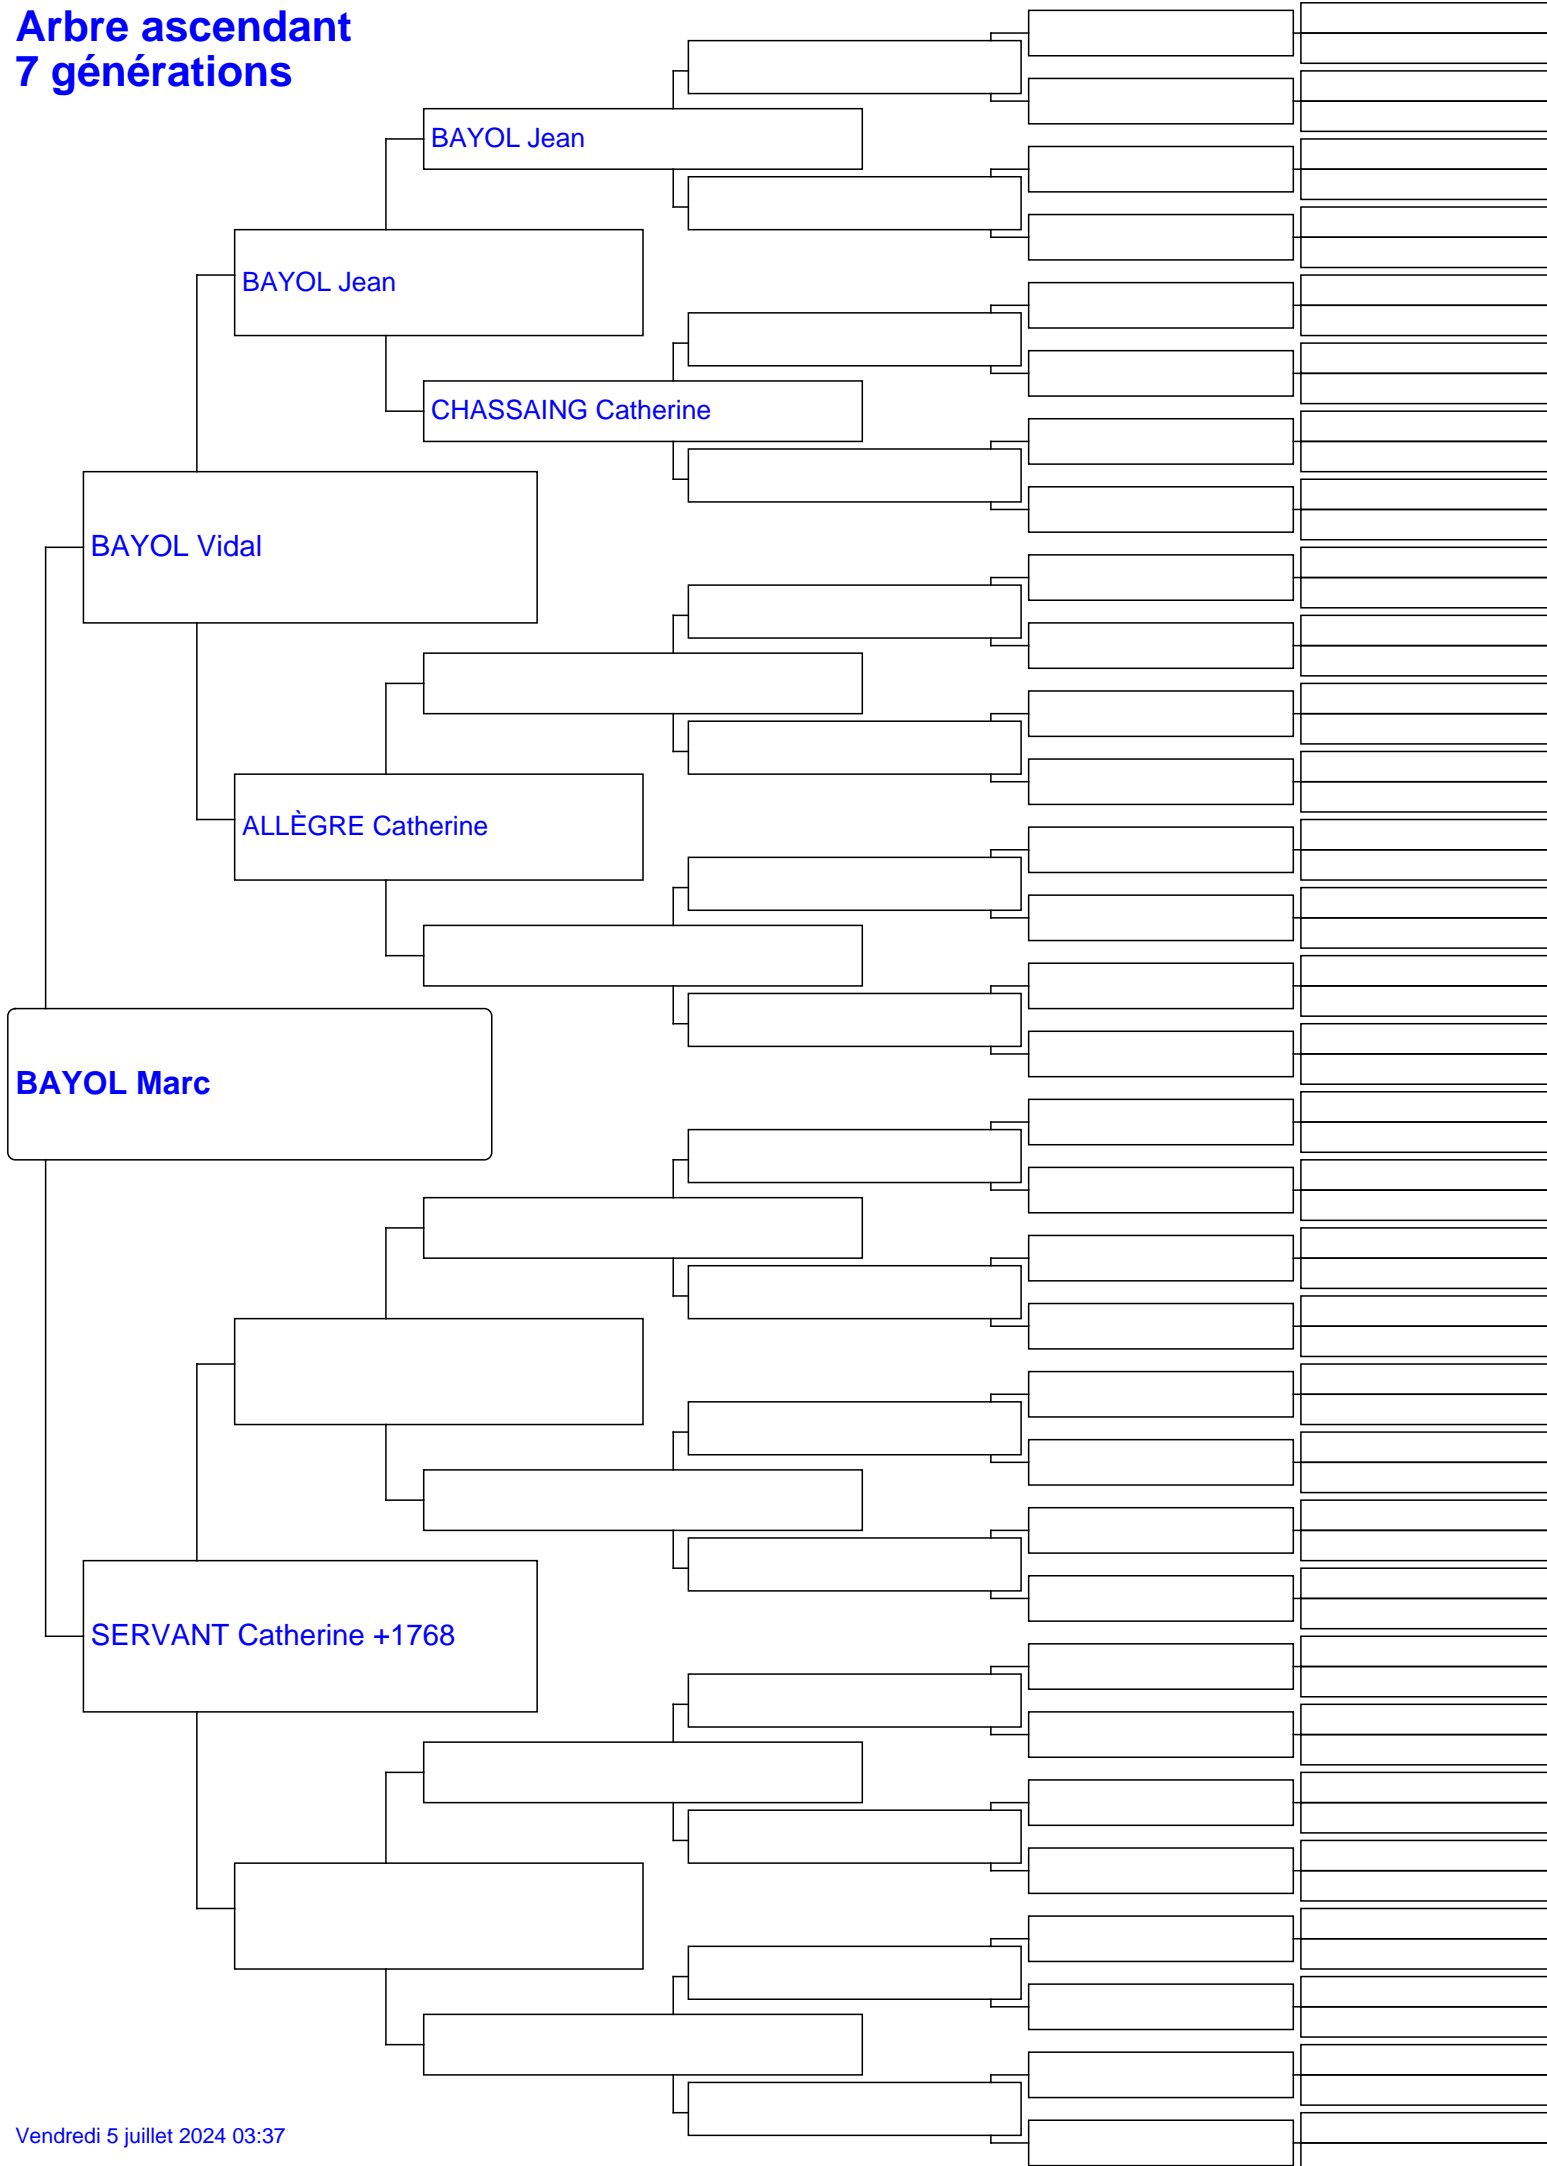 Arbre ascendant
7 générations
BAYOL Jean
BAYOL Jean
CHASSAING Catherine
BAYOL Vidal
ALLÈGRE Catherine
BAYOL Marc
SERVANT Catherine +1768
Vendredi 5 juillet 2024 03:37